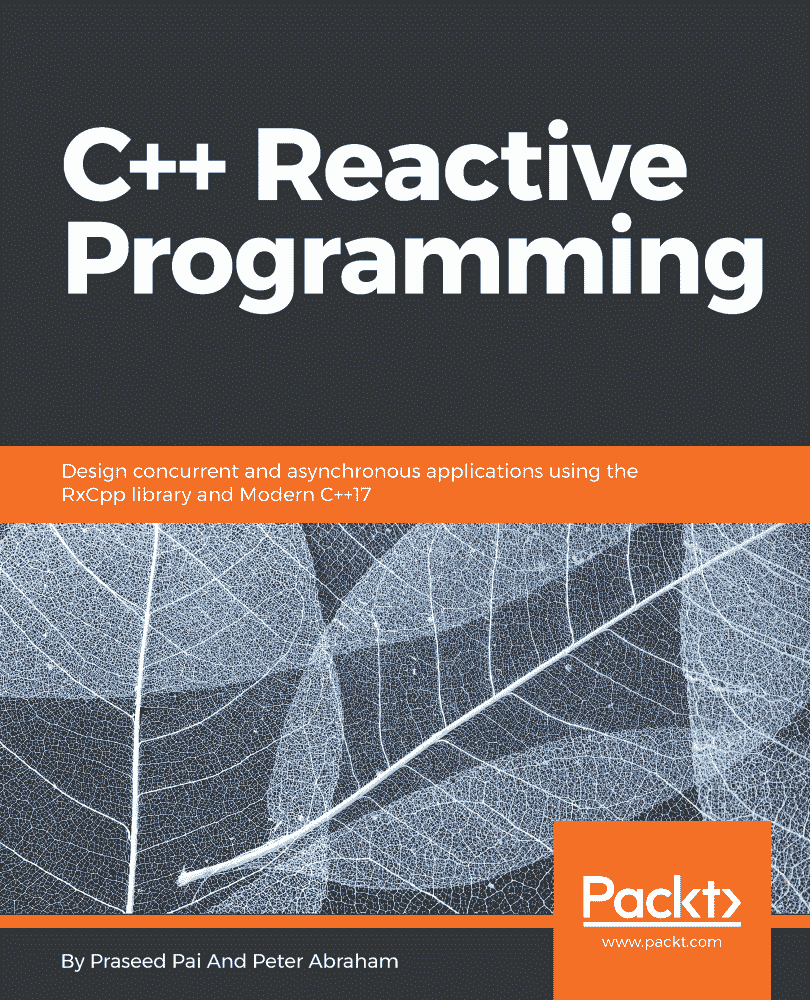 C++ Reactive
Programming
Design concurrent and asynchronous applications using the
RxCpp library and Modern C++17
Packt>
www.packt.com
By Praseed Pai And Peter Abraham